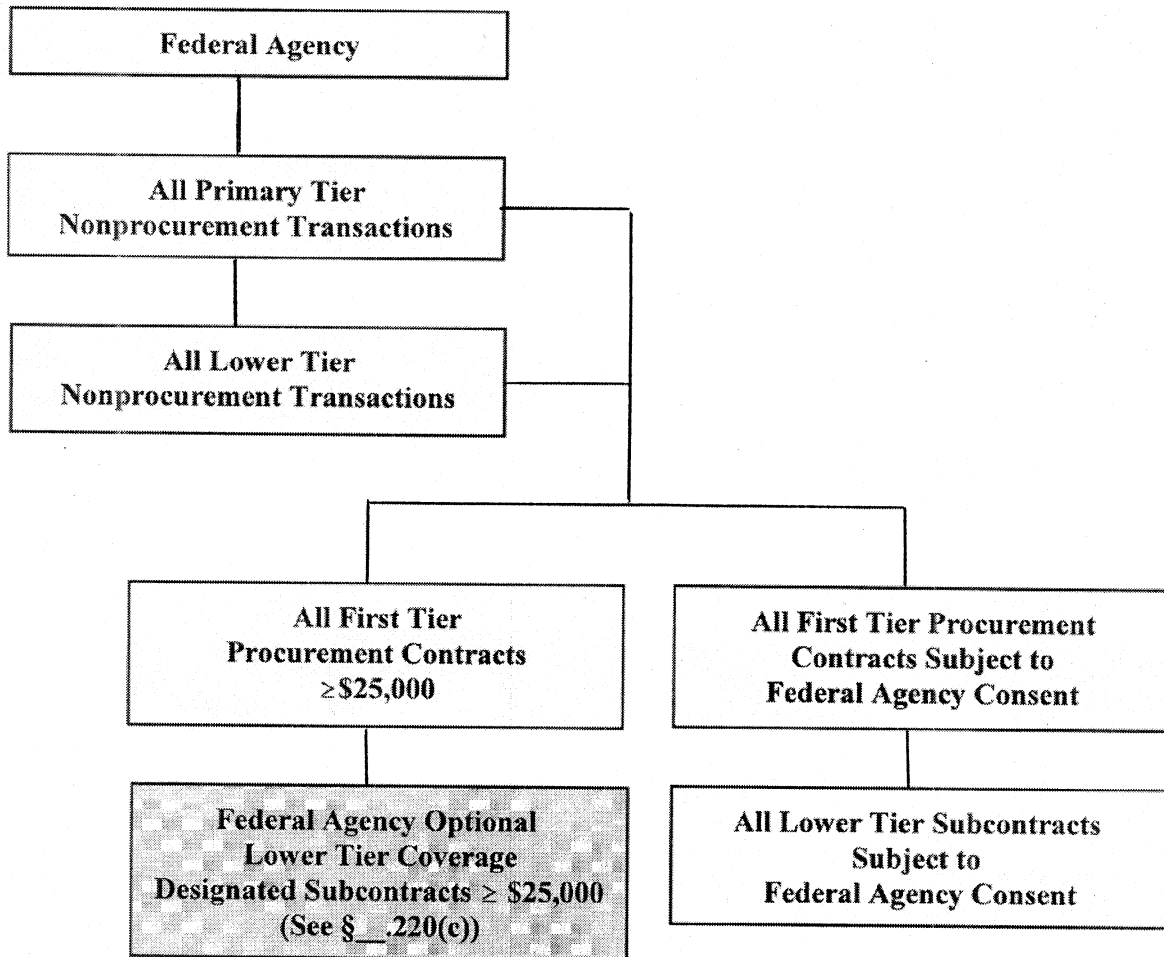 Federal Agency
All Primary Tier
Nonprocurement Transactions
All Lower Tier
Nonprocurement Transactions
All First Tier
Procurement Contracts
≥$25,000
All First Tier Procurement
Contracts Subject to
Federal Agency Consent
Federal Agency Optional
Lower Tier Coverage
Designated Subcontracts ≥ $25,000
(See §__.220(c))
All Lower Tier Subcontracts
Subject to
Federal Agency Consent